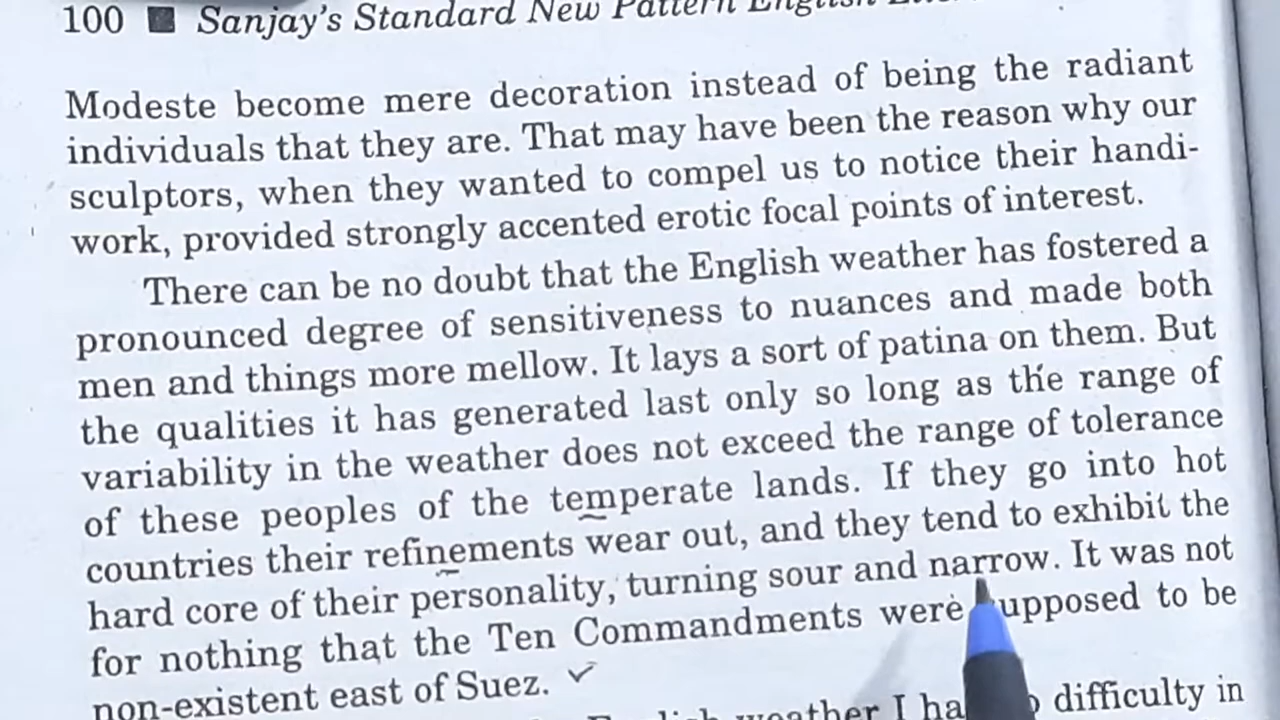 100 ■ Sanjay's Standard New Pattern English
Modeste become mere decoration instead of being the radiant
individuals that they are. That may have been the reason why our
sculptors, when they wanted to compel us to notice their handi-
work, provided strongly accented erotic focal points of interest.
There can be no doubt that the English weather has fostered a
pronounced degree of sensitiveness to nuances and made both
men and things more mellow. It lays a sort of patina on them. But
the qualities it has generated last only so long as the range of
variability in the weather does not exceed the range of tolerance
of these peoples of the temperate lands. If they go into hot
countries their refinements wear out, and they tend to exhibit the
hard core of their personality, turning sour and narrow. It was not
for nothing that the Ten Commandments were supposed to be
non-existent east of Suez.
weather I difficulty in